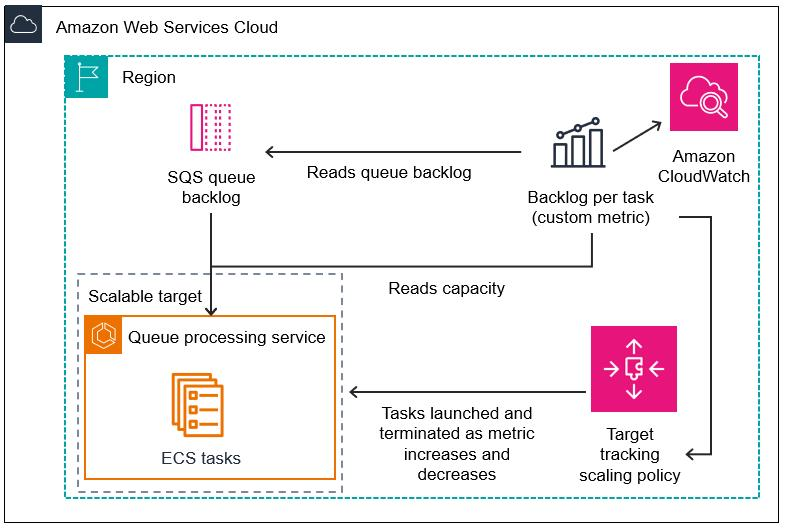 Amazon Web Services Cloud
Region
SQS queue
backlog
Reads queue backlog
Backlog per task
(custom metric)
Amazon
CloudWatch
Reads capacity
Scalable target
Queue processing service
ECS tasks
Tasks launched and
terminated as metric
increases and
decreases
Target
tracking
scaling policy